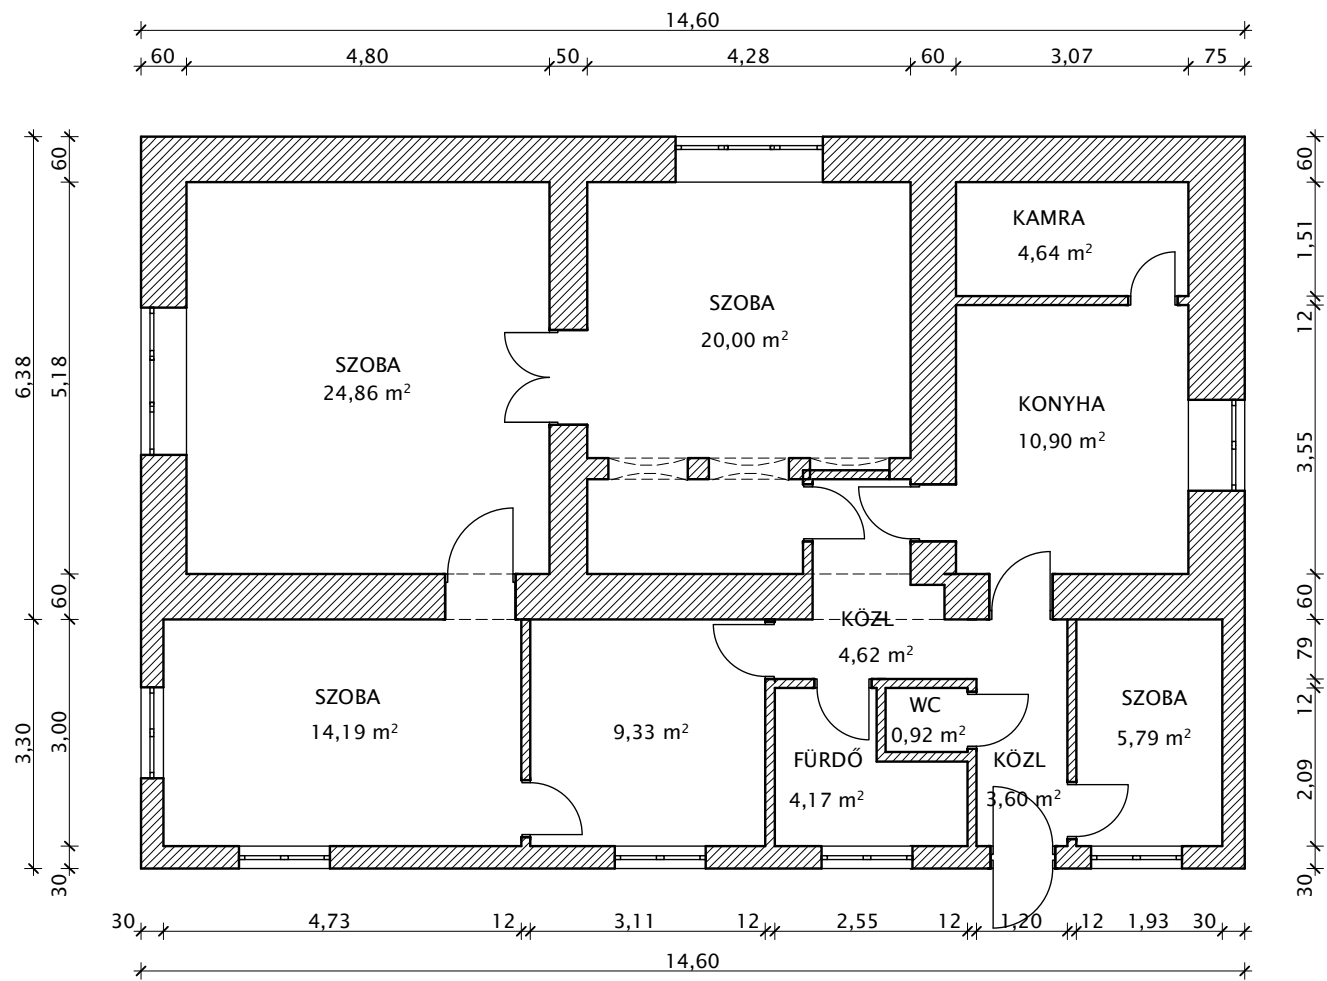 14,60
60 4,80 50 4,28 60 3,07 75
60
5,18
60
6,38
3,00
3,30
30
60
1,51
12
3,55
60
79
12
2,09
30
KAMRA
4,64 m²
SZOBA
20,00 m²
SZOBA
24,86 m²
KONYHA
10,90 m²
KÖZL
4,62 m²
SZOBA
14,19 m²
9,33 m²
WC
0,92 m²
SZOBA
5,79 m²
FÜRDŐ
4,17 m²
KÖZL
3,60 m²
30 4,73 12 3,11 12 2,55 12 1,20 12 1,93 30
14,60